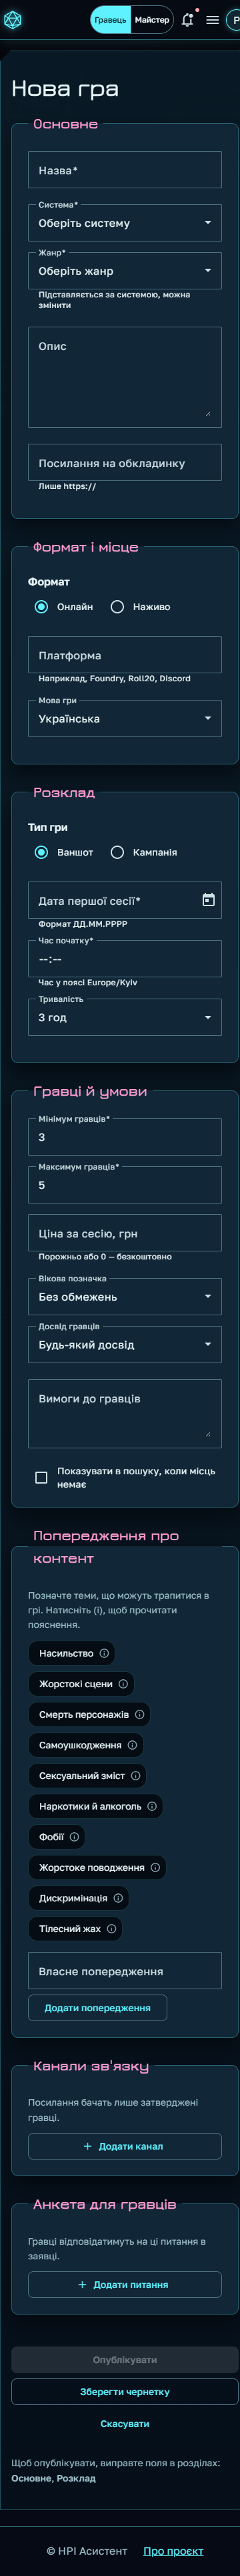 Гравець
Майстер
Нова гра
Основне
Назва*
Система*
Оберіть систему
Жанр*
Оберіть жанр
Підставляється за системою, можна
змінити
Опис
Посилання на обкладинку
Лише https://
Формат і місце
Формат
Онлайн
Наживо
Платформа
Наприклад, Foundry, Roll20, Discord
Мова гри
Українська
Розклад
Тип гри
Ваншот
Кампанія
Дата першої сесії*
Формат ДД.ММ.РРРР
Час початку*
--:--
Час у поясі Europe/Kyiv
Тривалість
3 год
Гравці й умови
Мінімум гравців*
3
Максимум гравців*
5
Ціна за сесію, грн
Порожньо або 0 — безкоштовно
Вікова позначка
Без обмежень
Досвід гравців
Будь-який досвід
Вимоги до гравців
Показувати в пошуку, коли місць
немає
Попередження про
контент
Позначте теми, що можуть трапитися в
грі. Натисніть (i), щоб прочитати
пояснення.
Насильство
Жорстокі сцени
Смерть персонажів
Самоушкодження
Сексуальний зміст
Наркотики й алкоголь
Фобії
Жорстоке поводження
Дискримінація
Тілесний жах
Власне попередження
Додати попередження
Канали зв'язку
Посилання бачать лише затверджені
гравці.
+ Додати канал
Анкета для гравців
Гравці відповідатимуть на ці питання в
заявці.
+ Додати питання
Опублікувати
Зберегти чернетку
Скасувати
Щоб опублікувати, виправте поля в розділах:
Основне, Розклад
© НРІ Асистент
Про проєкт